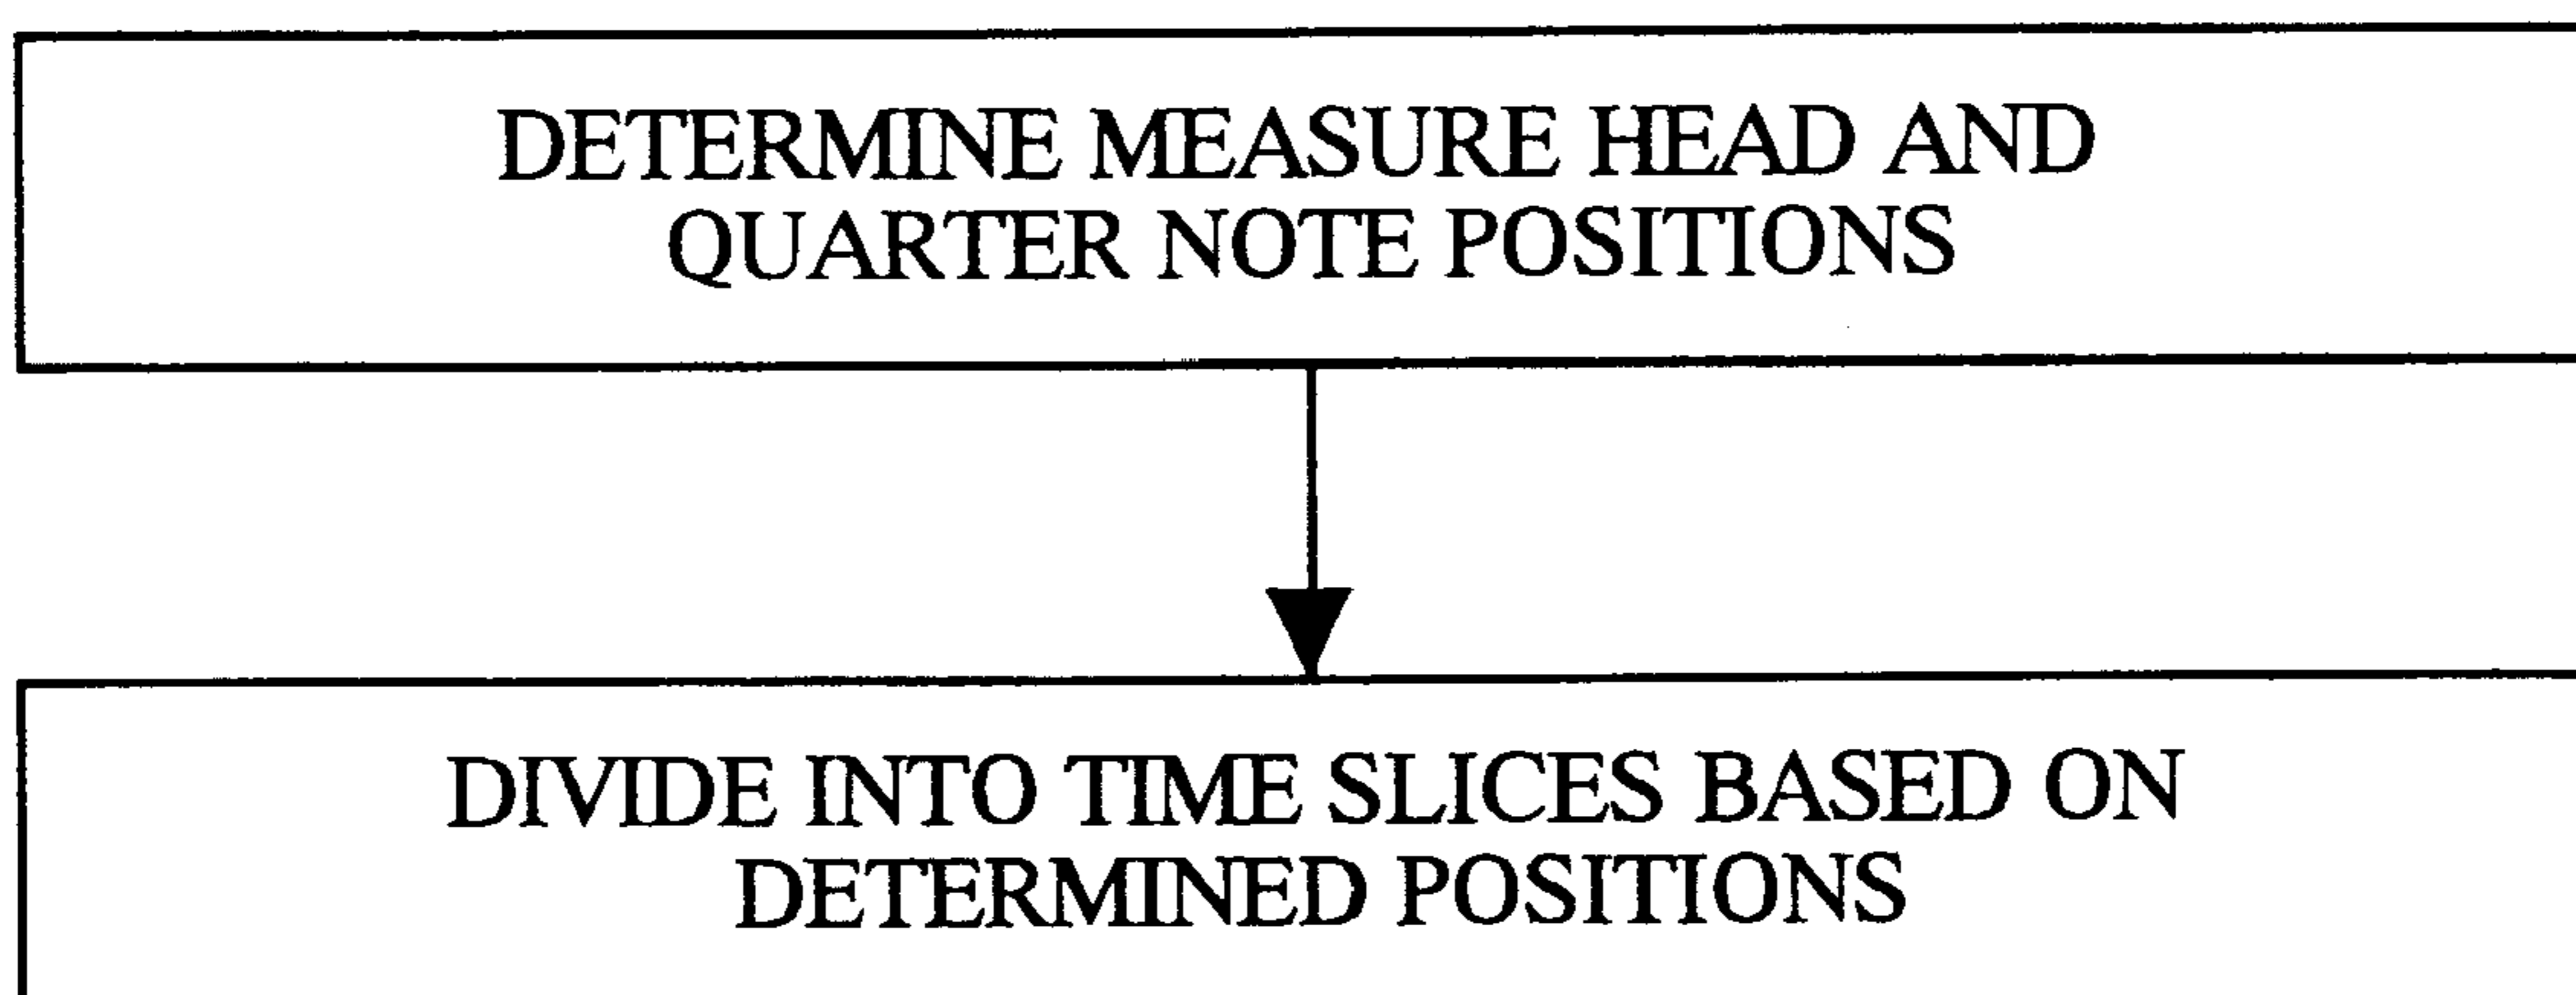 DETERMINE MEASURE HEAD AND
QUARTER NOTE POSITIONS
DIVIDE INTO TIME SLICES BASED ON
DETERMINED POSITIONS